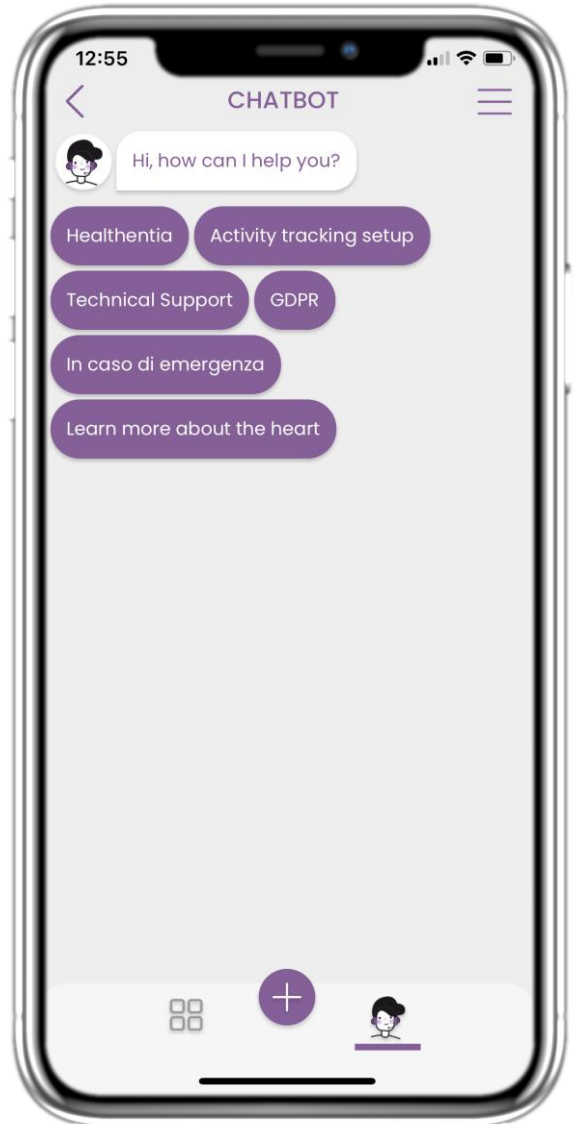 12:55
CHATBOT
Hi, how can I help you?
Healthentia
Activity tracking setup
Technical Support
GDPR
In caso di emergenza
Learn more about the heart